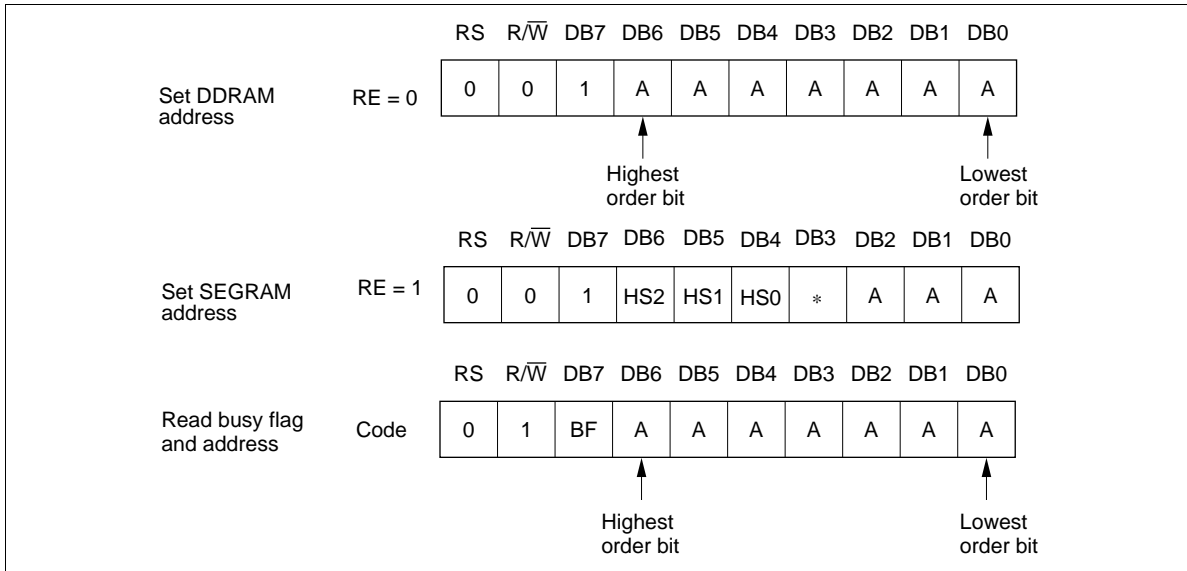 RS R/W̅ DB7 DB6 DB5 DB4 DB3 DB2 DB1 DB0
Set DDRAM address RE = 0 0 0 1 A A A A A A A
Highest order bit Lowest order bit
RS R/W̅ DB7 DB6 DB5 DB4 DB3 DB2 DB1 DB0
Set SEGRAM address RE = 1 0 0 1 HS2 HS1 HS0 * A A A
RS R/W̅ DB7 DB6 DB5 DB4 DB3 DB2 DB1 DB0
Read busy flag and address Code 0 1 BF A A A A A A A
Highest order bit Lowest order bit